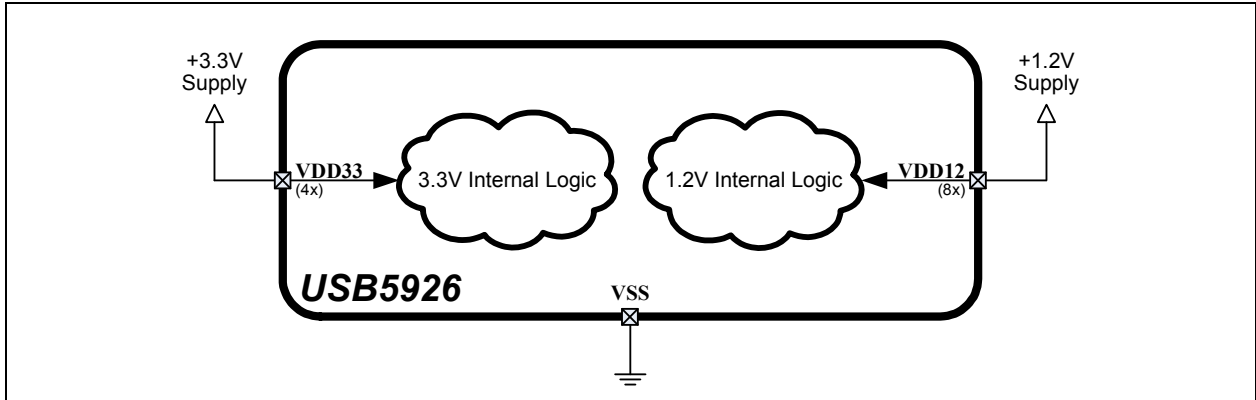 +3.3V
Supply
+1.2V
Supply
VDD33
(4x)
3.3V Internal Logic
1.2V Internal Logic
VDD12
(8x)
USB5926
VSS